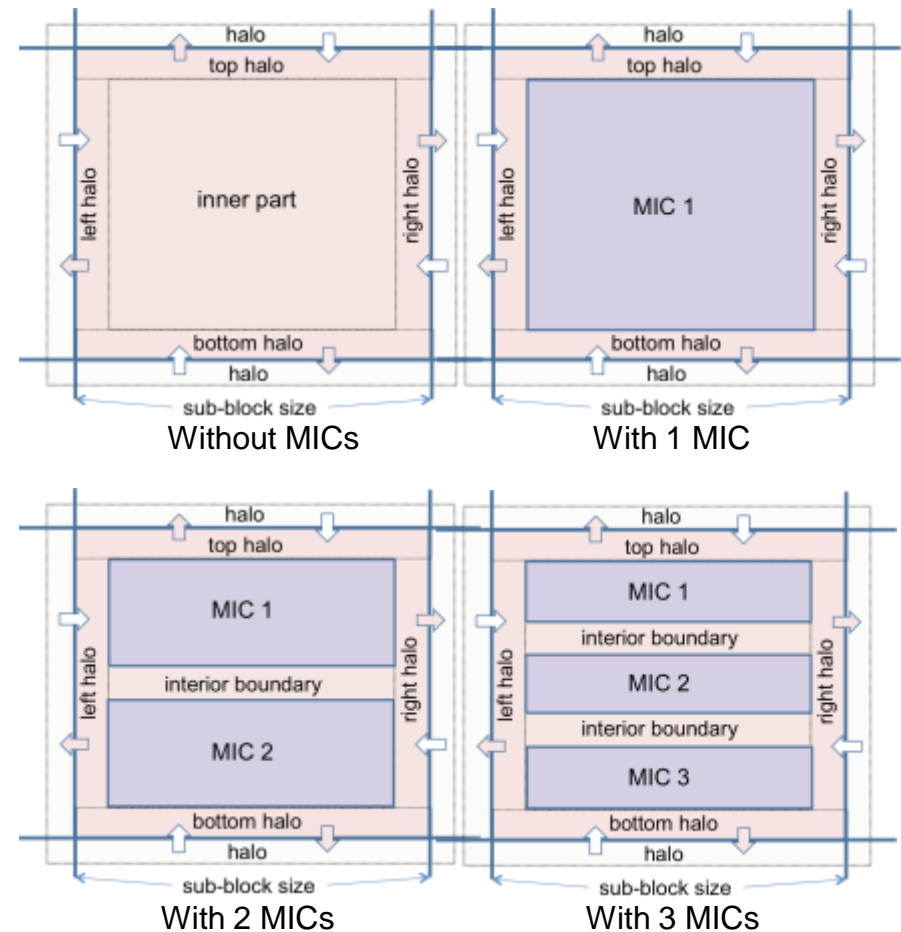 halo
top halo
left halo
inner part
right halo
bottom halo
halo
sub-block size
Without MICs
halo
top halo
left halo
MIC 1
right halo
bottom halo
halo
sub-block size
With 1 MIC
halo
top halo
MIC 1
left halo
interior boundary
right halo
MIC 2
bottom halo
halo
sub-block size
With 2 MICs
halo
top halo
MIC 1
interior boundary
left halo
MIC 2
right halo
interior boundary
MIC 3
bottom halo
halo
sub-block size
With 3 MICs